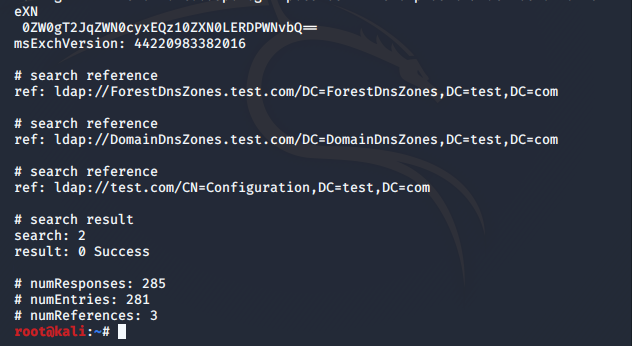 eXN
0ZW0gT2JqZWN0cyxEQz10ZXN0LERDPWNvbQ==
msExchVersion: 44220983382016
# search reference
ref: ldap://ForestDnsZones.test.com/DC=ForestDnsZones,DC=test,DC=com
# search reference
ref: ldap://DomainDnsZones.test.com/DC=DomainDnsZones,DC=test,DC=com
# search reference
ref: ldap://test.com/CN=Configuration,DC=test,DC=com
# search result
search: 2
result: 0 Success
# numResponses: 285
# numEntries: 281
# numReferences: 3
root@kali:~#